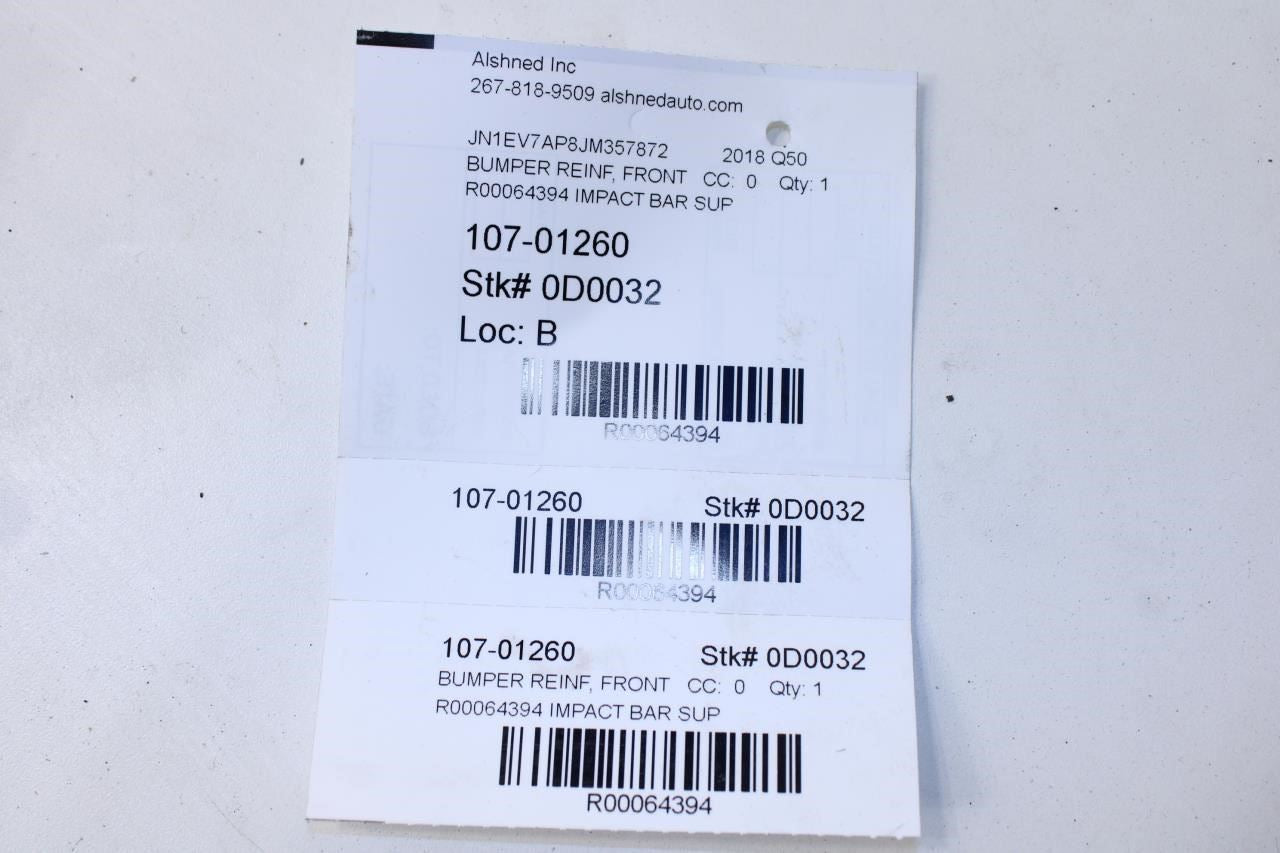 Alshned Inc
267-818-9509 alshnedauto.com
JN1EV7AP8JM357872 2018 Q50
BUMPER REINF, FRONT CC: 0 Qty: 1
R00064394 IMPACT BAR SUP
107-01260
Stk# 0D0032
Loc: B
R00064394
107-01260 Stk# 0D0032
R00064394
107-01260 Stk# 0D0032
BUMPER REINF, FRONT CC: 0 Qty: 1
R00064394 IMPACT BAR SUP
R00064394